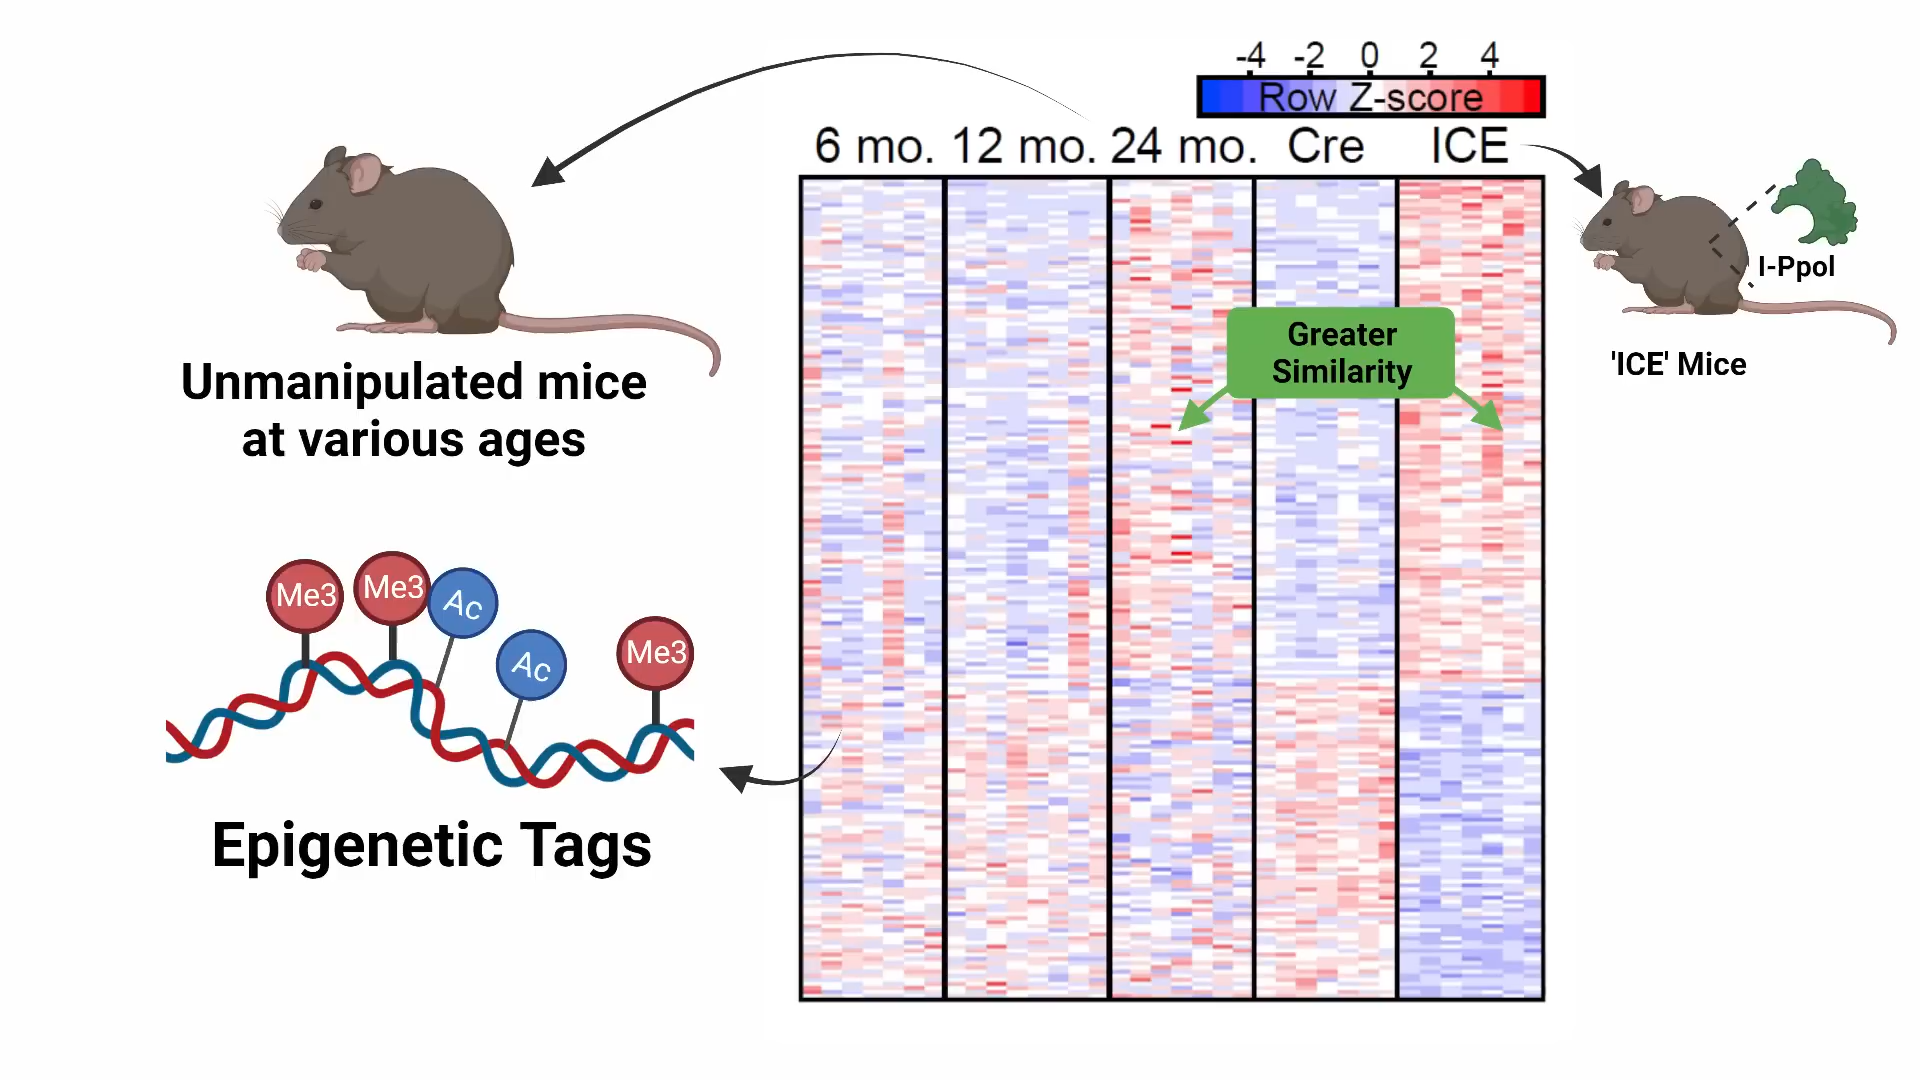 -4 -2 0 2 4
Row Z-score
6 mo. 12 mo. 24 mo. Cre ICE
I-PpoI
'ICE' Mice
Greater
Similarity
Unmanipulated mice
at various ages
Me3 Me3 Ac Ac Me3
Epigenetic Tags